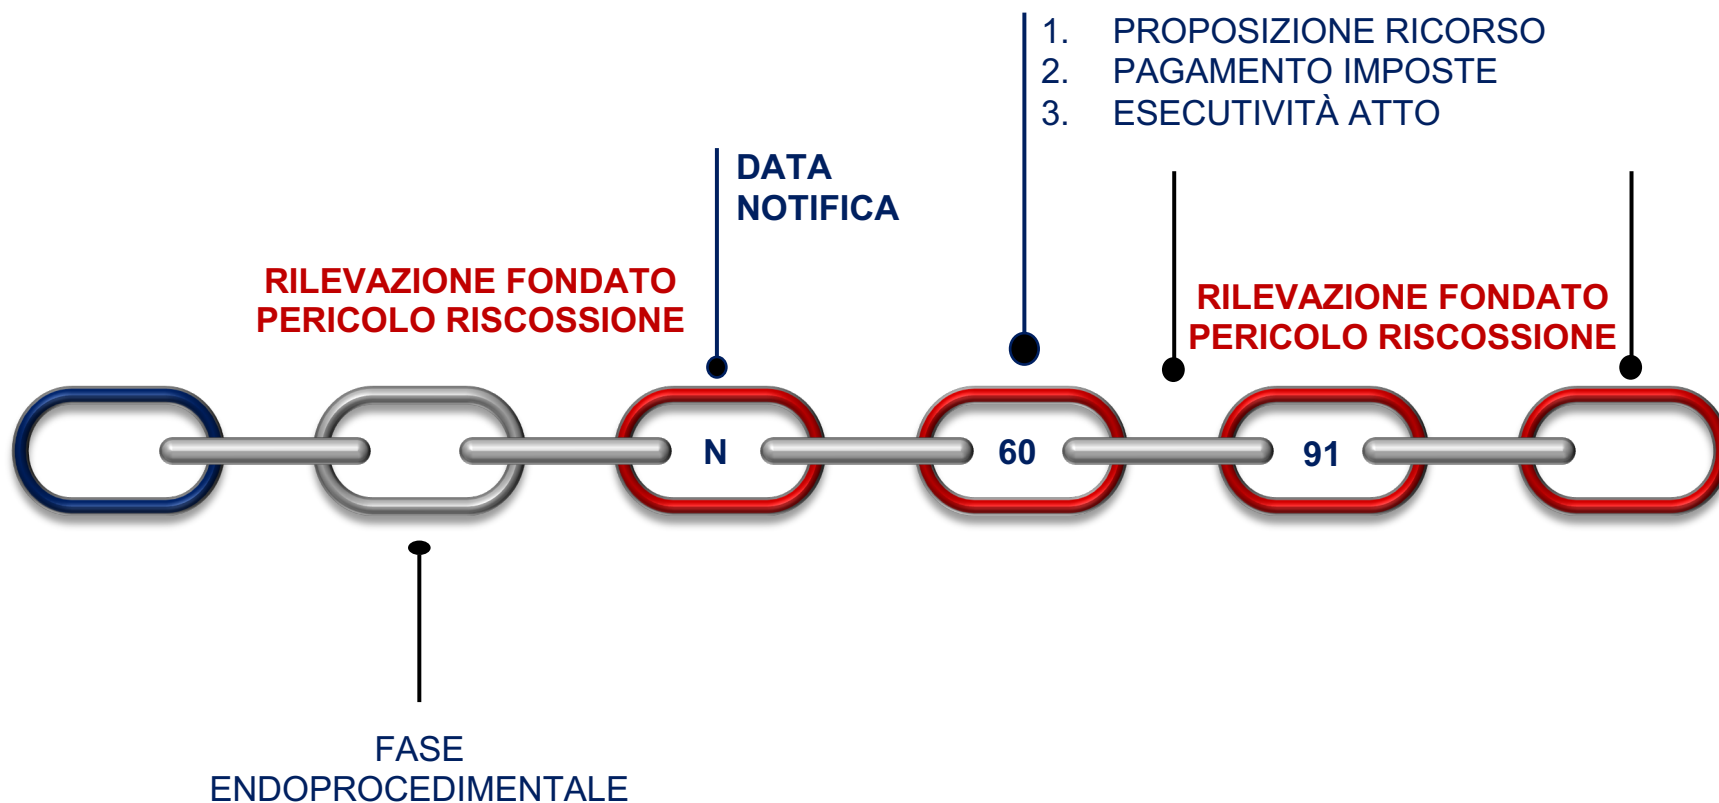 1. PROPOSIZIONE RICORSO
2. PAGAMENTO IMPOSTE
3. ESECUTIVITÀ ATTO
DATA
NOTIFICA
RILEVAZIONE FONDATO
PERICOLO RISCOSSIONE
RILEVAZIONE FONDATO
PERICOLO RISCOSSIONE
N
60
91
FASE
ENDOPROCEDIMENTALE